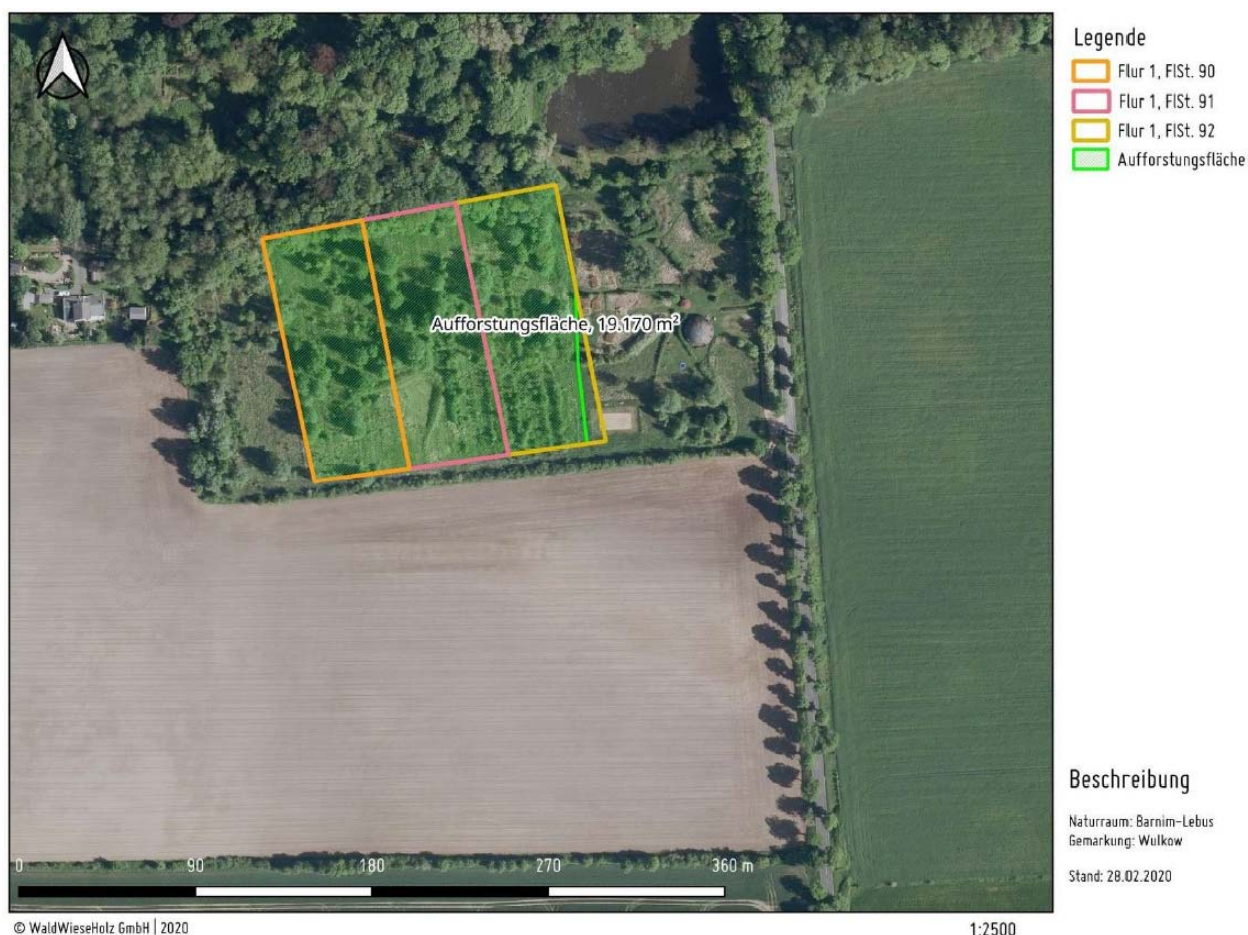 Legende
Flur 1, FlSt. 90
Flur 1, FlSt. 91
Flur 1, FlSt. 92
Aufforstungsfläche
Aufforstungsfläche, 19.170 m²
Beschreibung
Naturraum: Barnim-Lebus
Gemarkung: Wulkow
Stand: 28.02.2020
0 90 180 270 360 m
© WaldWieseHolz GmbH | 2020
1:2500